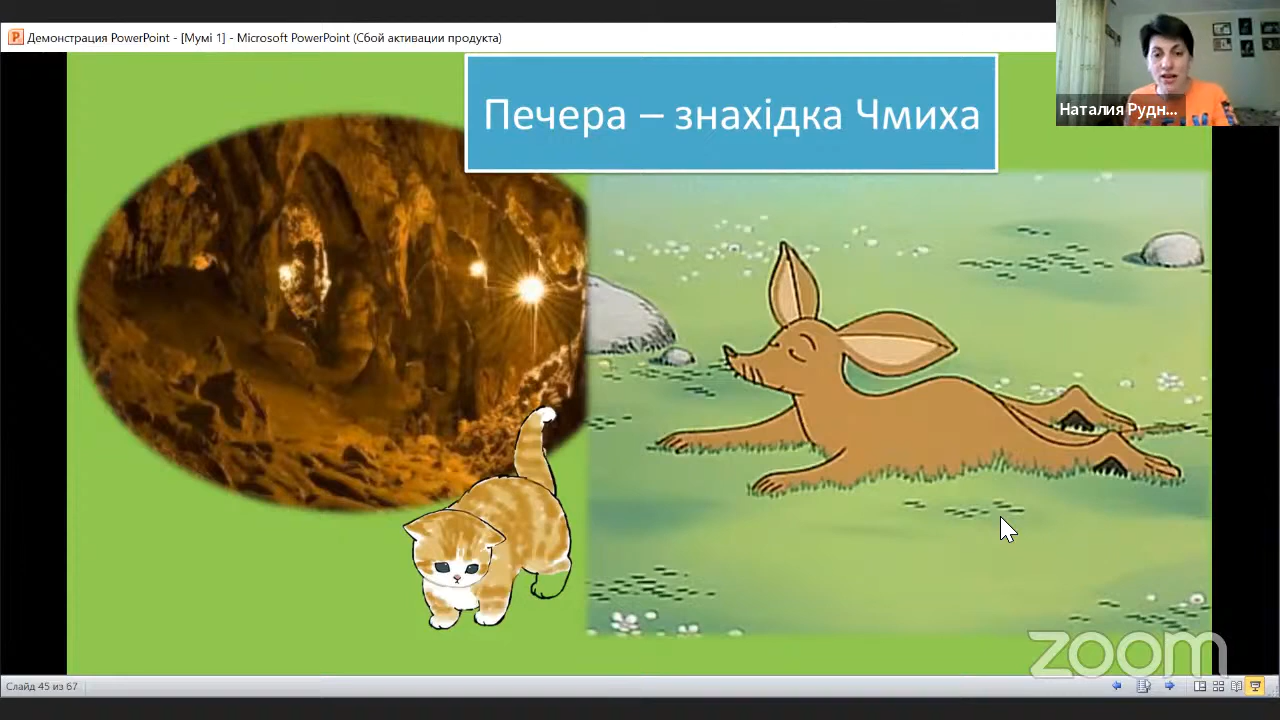 Демонстрация PowerPoint - [Мумі 1] - Microsoft PowerPoint (Сбой активации продукта)
Печера – знахідка Чмиха
Наталия Рудн...
zoom
Слайд 45 из 67